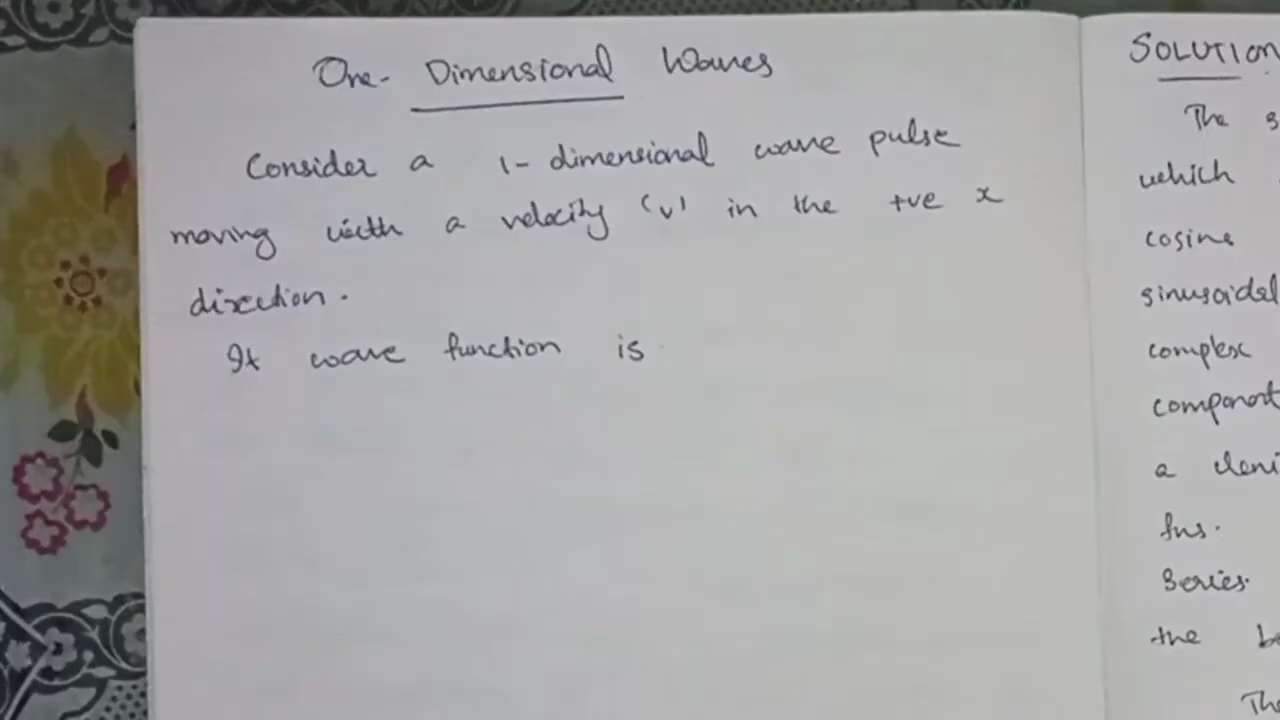 One- Dimensional Waves
Consider a 1-dimensional wave pulse
moving with a velocity 'v' in the +ve x
direction.
It wave function is
SOLUTION
The
which
cosine
sinusoidal
complex
component
a
fns.
Series
the